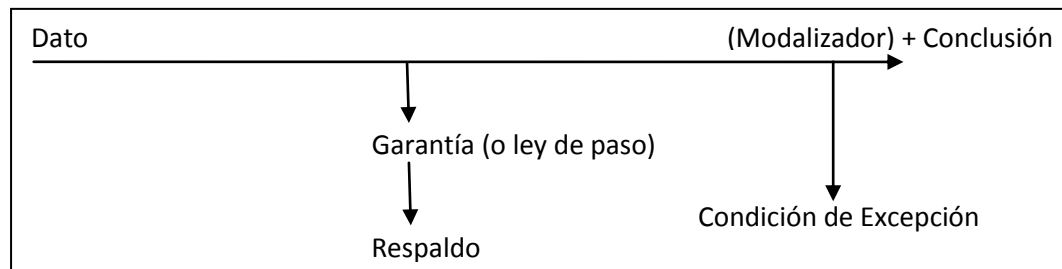 Dato (Modalizador) + Conclusión
Garantía (o ley de paso)
Condición de Excepción
Respaldo